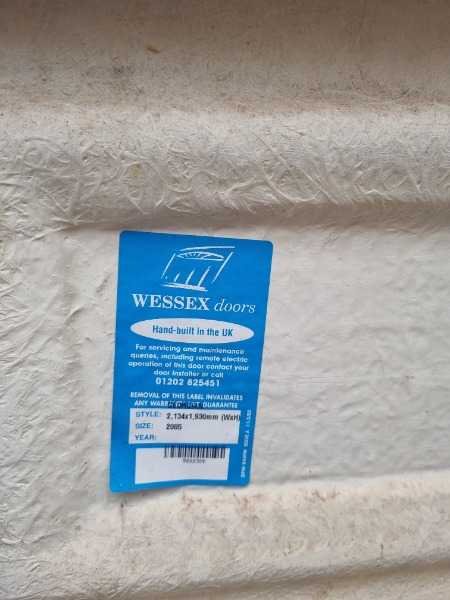 WESSEX doors
Hand-built in the UK
For servicing and maintenance
queries, including remote electric
operation of this door contact your
door installer or call
01202 825451
REMOVAL OF THIS LABEL INVALIDATES
ANY WARRANTY OR GUARANTEE
STYLE: 2,134x1,930mm (WxH)
SIZE: 2005
YEAR: